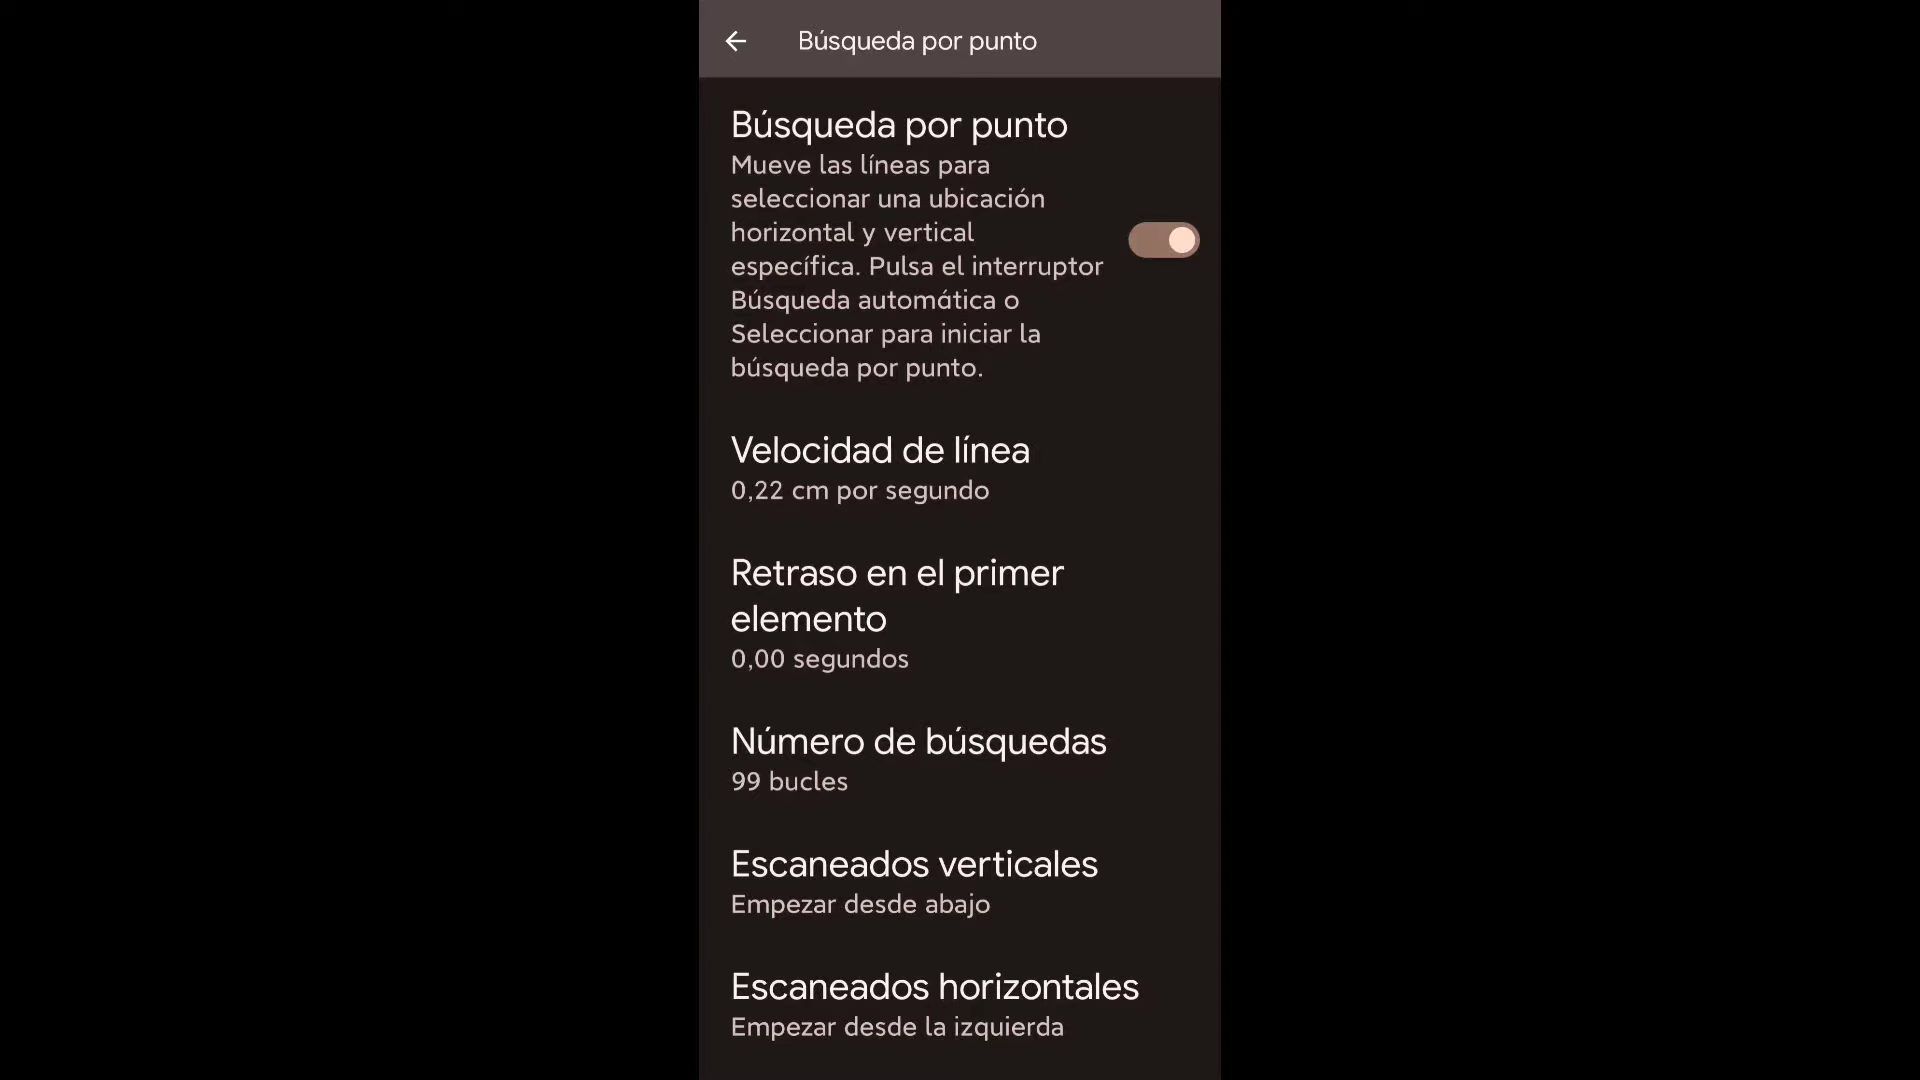 Búsqueda por punto
Búsqueda por punto
Mueve las líneas para
seleccionar una ubicación
horizontal y vertical
específica. Pulsa el interruptor
Búsqueda automática o
Seleccionar para iniciar la
búsqueda por punto.
Velocidad de línea
0,22 cm por segundo
Retraso en el primer
elemento
0,00 segundos
Número de búsquedas
99 bucles
Escaneados verticales
Empezar desde abajo
Escaneados horizontales
Empezar desde la izquierda